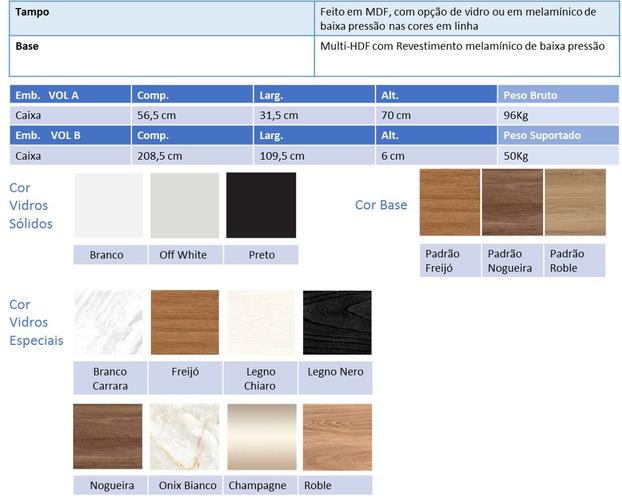 Tampo
Feito em MDF, com opção de vidro ou em melamínico de
baixa pressão nas cores em linha
Base
Multi-HDF com Revestimento melamínico de baixa pressão
Emb. VOL A Comp. Larg. Alt. Peso Bruto
Caixa 56,5 cm 31,5 cm 70 cm 96Kg
Emb. VOL B Comp. Larg. Alt. Peso Suportado
Caixa 208,5 cm 109,5 cm 6 cm 50Kg
Cor
Vidros
Sólidos
Branco Off White Preto
Cor Base
Padrão
Freijó
Padrão
Nogueira
Padrão
Roble
Cor
Vidros
Especiais
Branco
Carrara
Freijó
Legno
Chiaro
Legno Nero
Nogueira Onix Bianco Champagne Roble